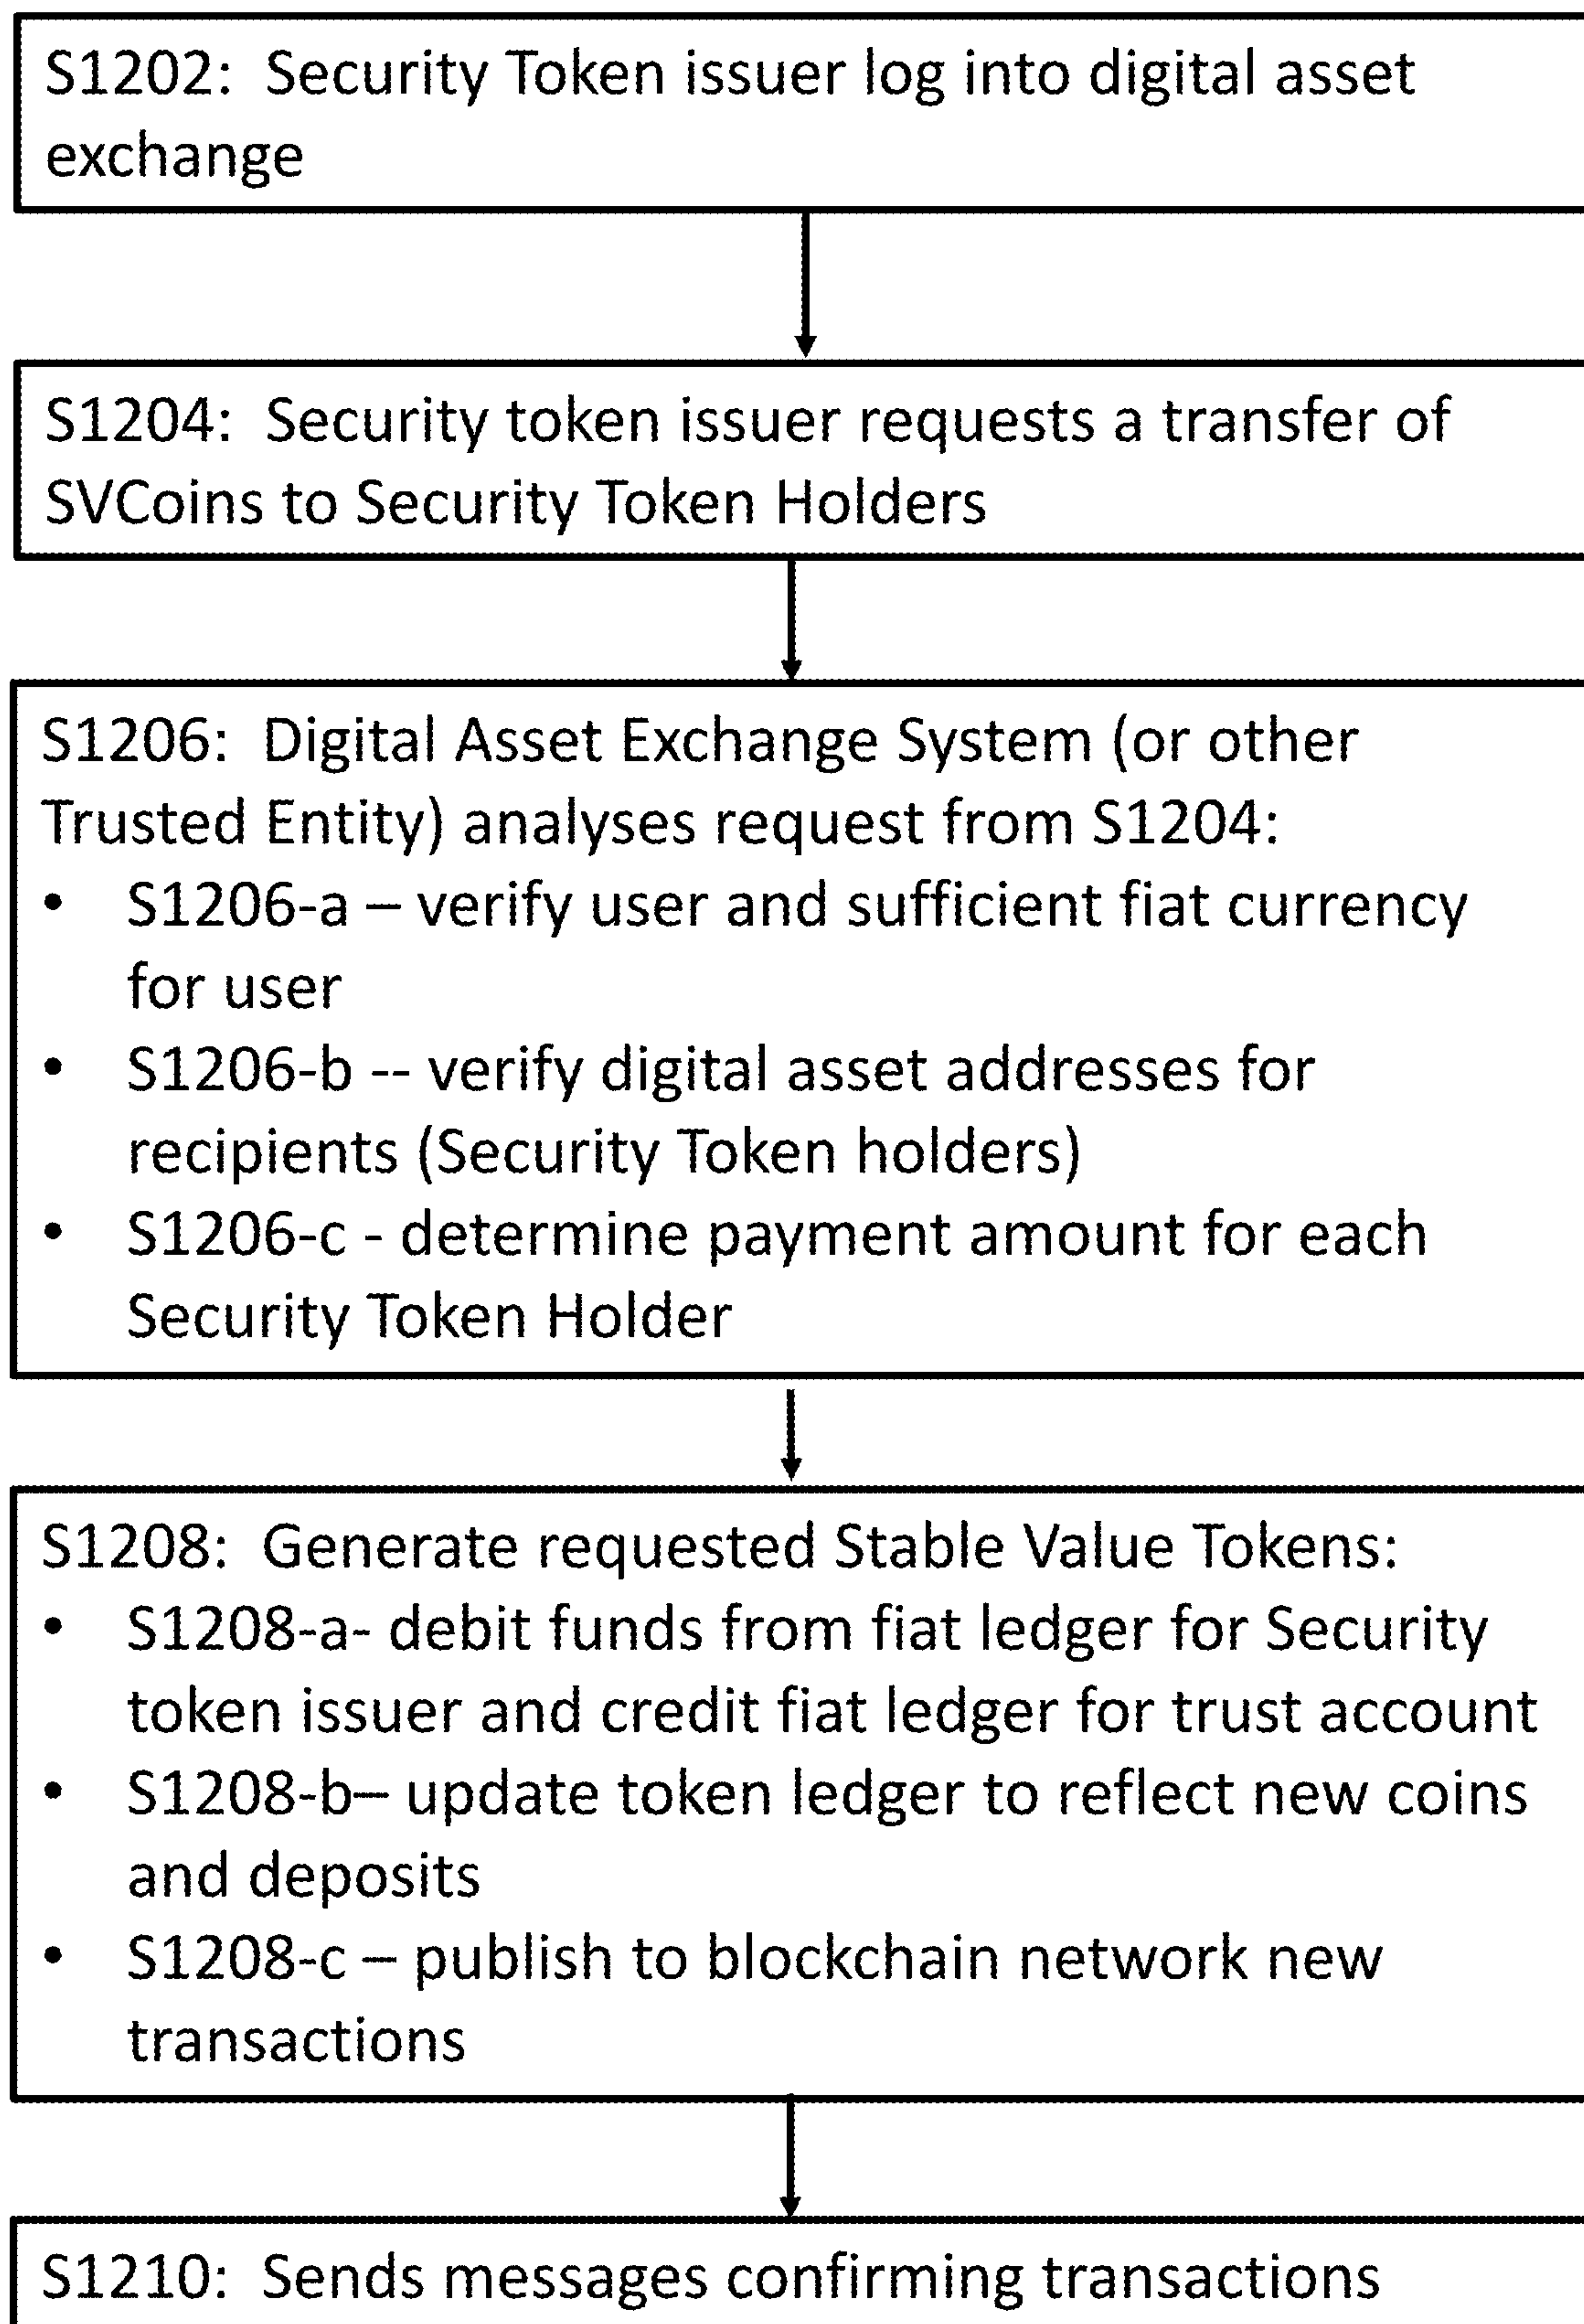 S1202:  Security Token issuer log into digital asset
exchange
S1204:  Security token issuer requests a transfer of
SVCoins to Security Token Holders
S1206:  Digital Asset Exchange System (or other
Trusted Entity) analyses request from S1204:
• S1206-a – verify user and sufficient fiat currency
for user
• S1206-b -- verify digital asset addresses for
recipients (Security Token holders)
• S1206-c - determine payment amount for each
Security Token Holder
S1208:  Generate requested Stable Value Tokens:
• S1208-a- debit funds from fiat ledger for Security
token issuer and credit fiat ledger for trust account
• S1208-b– update token ledger to reflect new coins
and deposits
• S1208-c – publish to blockchain network new
transactions
S1210:  Sends messages confirming transactions